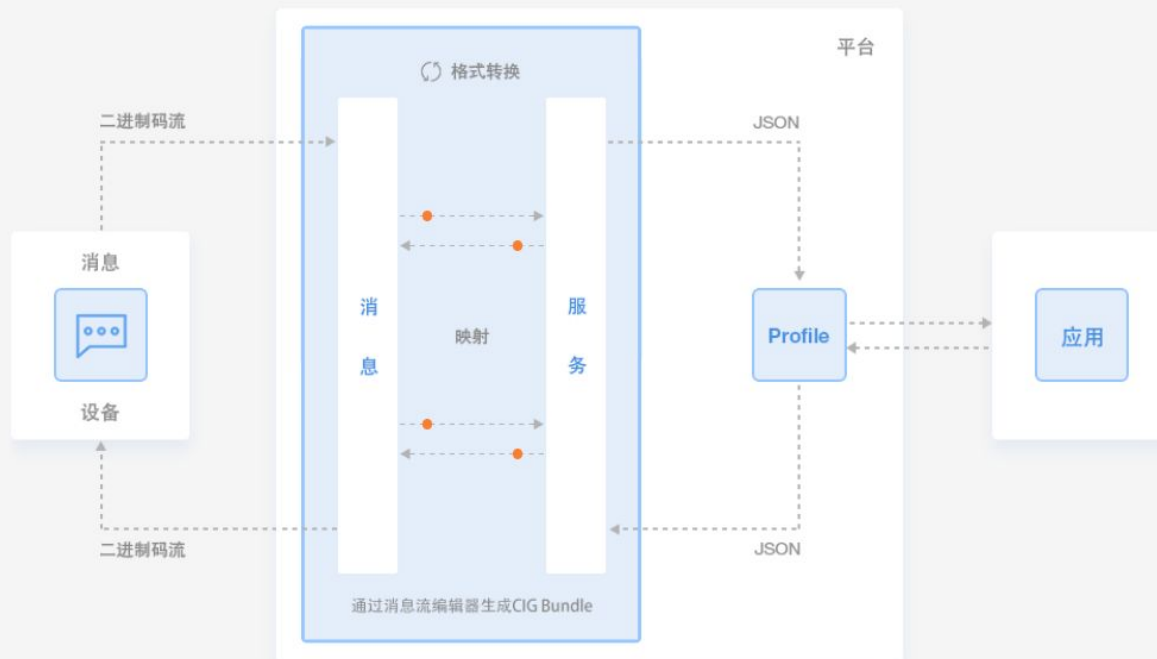 平台
格式转换
二进制码流
JSON
消息
设备
消息
映射
服务
Profile
应用
二进制码流
JSON
通过消息流编辑器生成CIG Bundle